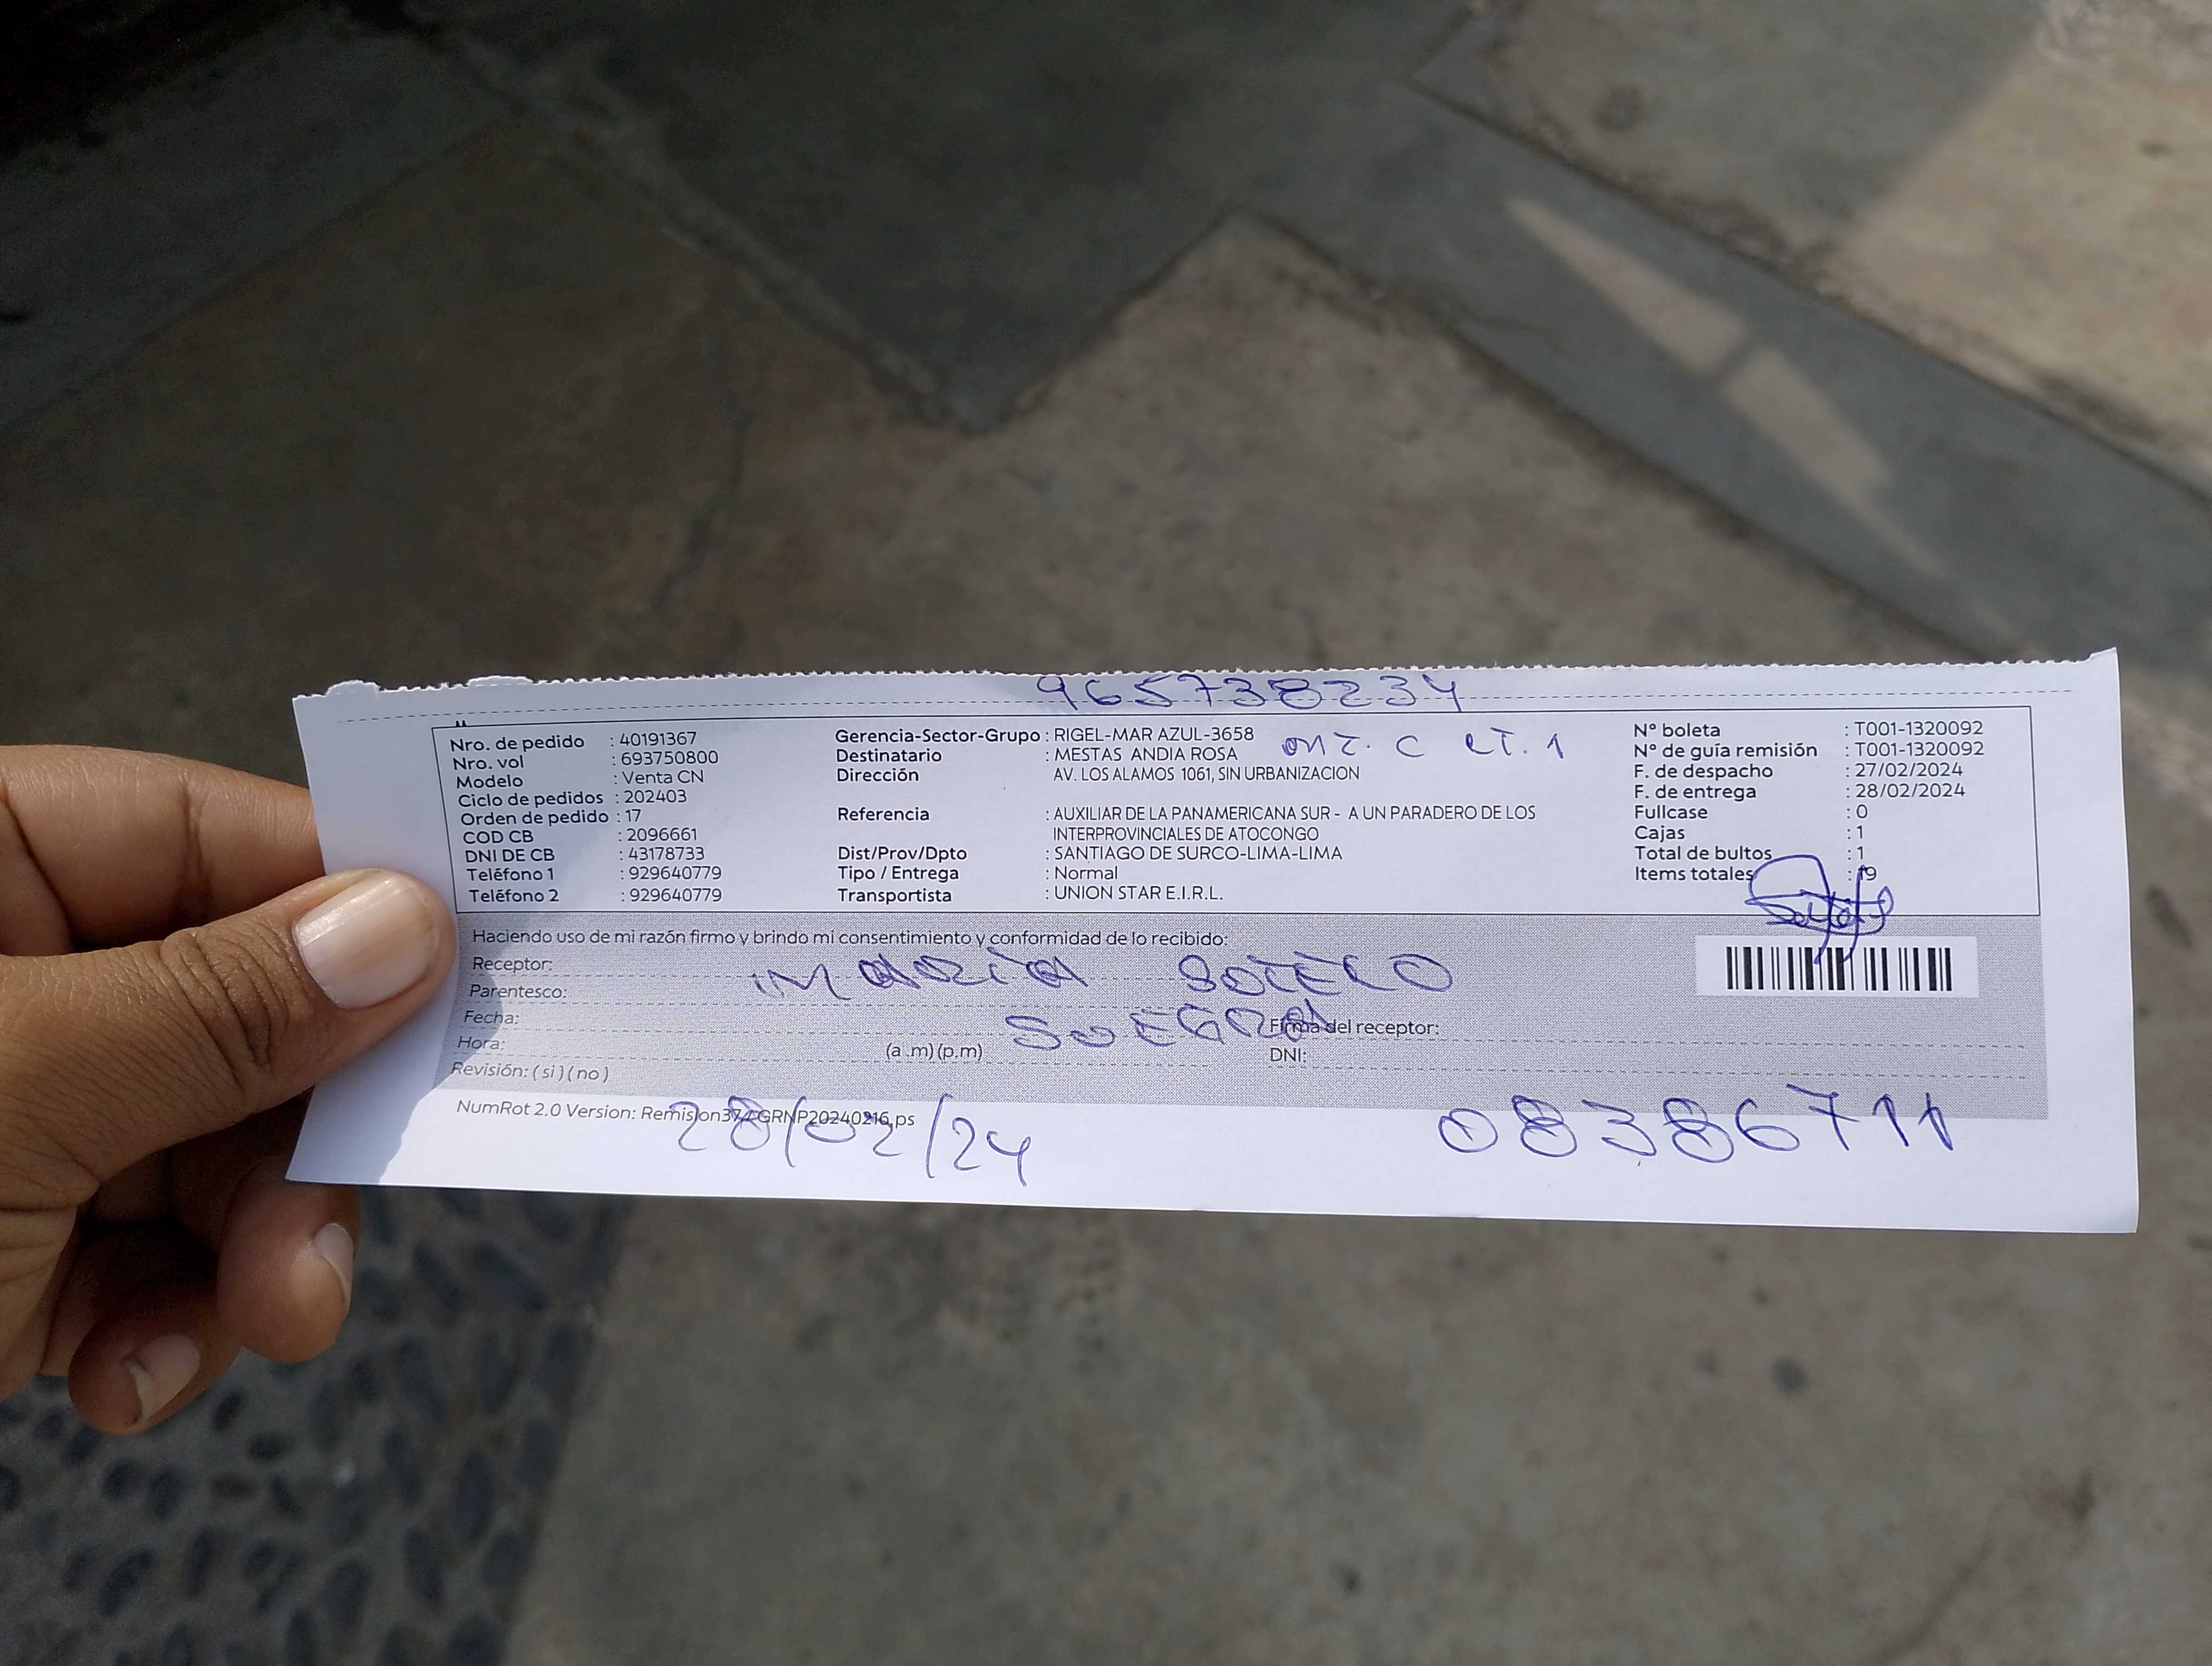 965738234
Nro. de pedido : 40191367
Nro. vol : 693750800
Modelo : Venta CN
Ciclo de pedidos : 202403
Orden de pedido : 17
COD CB : 2096661
DNI DE CB : 43178733
Teléfono 1 : 929640779
Teléfono 2 : 929640779
Gerencia-Sector-Grupo : RIGEL-MAR AZUL-3658
Destinatario : MESTAS ANDIA ROSA
MZ. C LT. 1
Dirección AV. LOS ALAMOS 1061, SIN URBANIZACION
Referencia : AUXILIAR DE LA PANAMERICANA SUR - A UN PARADERO DE LOS
INTERPROVINCIALES DE ATOCONGO
Dist/Prov/Dpto : SANTIAGO DE SURCO-LIMA-LIMA
Tipo / Entrega : Normal
Transportista : UNION STAR E.I.R.L.
N° boleta : T001-1320092
N° de guía remisión : T001-1320092
F. de despacho : 27/02/2024
F. de entrega : 28/02/2024
Fullcase : 0
Cajas : 1
Total de bultos : 1
Items totales : 19
Haciendo uso de mi razón firmo y brindo mi consentimiento y conformidad de lo recibido:
Receptor: MARIA SOTELO
Parentesco: SUEGRA
Fecha:
Firma del receptor:
Hora: (a .m) (p.m)
DNI:
Revisión: ( si ) ( no )
NumRot 2.0 Version: Remision374GRNP20240216.ps
28/02/24
08386711